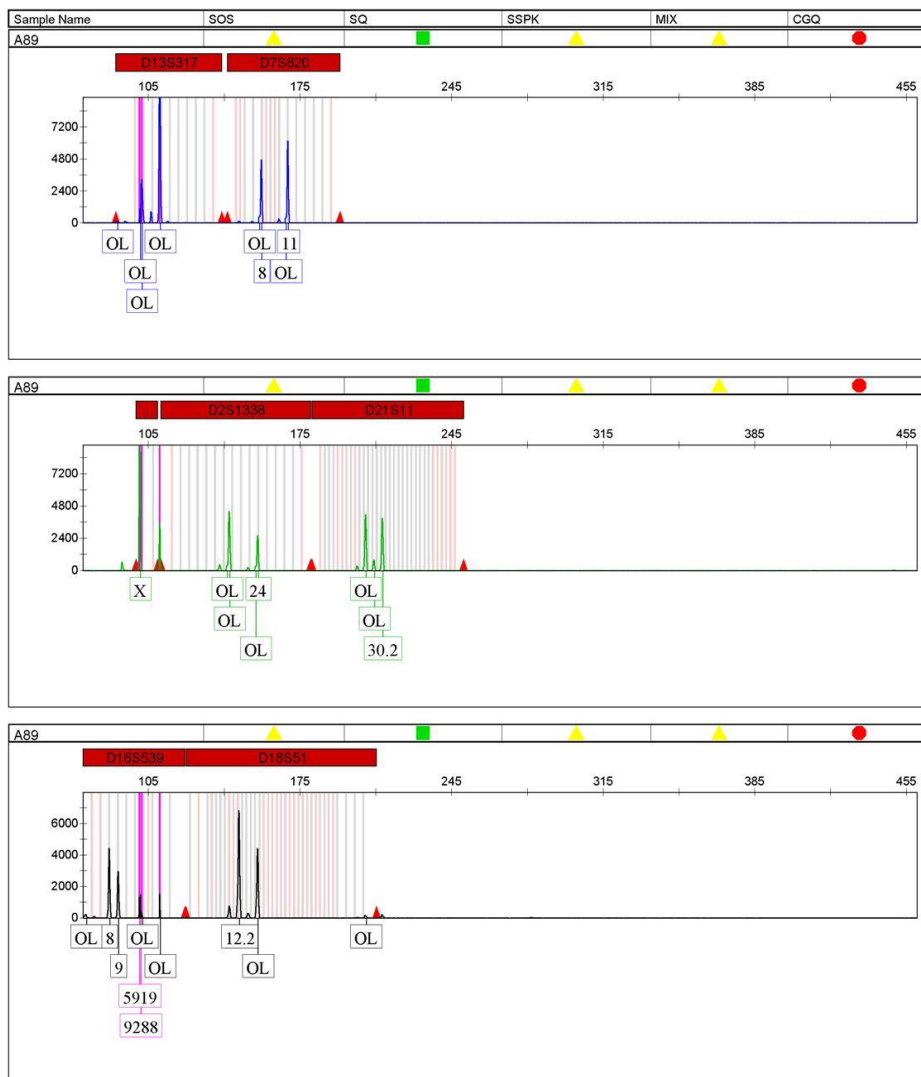 Sample Name SOS SQ SSPK MIX CGQ
A89
D13S317 D7S820
105 175 245 315 385 455
7200
4800
2400
0
OL OL OL 11
OL 8 OL
OL
A89
D2S1338 D21S11
105 175 245 315 385 455
7200
4800
2400
0
X OL 24 OL
OL OL
OL 30.2
A89
D16S539 D18S51
105 175 245 315 385 455
6000
4000
2000
0
OL 8 OL 12.2 OL
9 OL OL
5919
9288